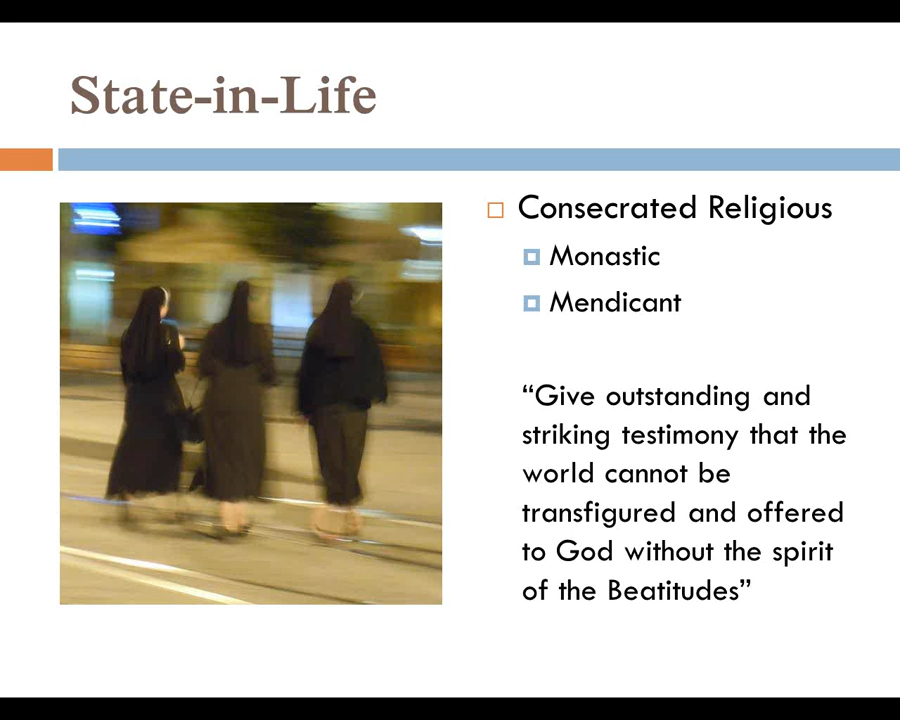 State-in-Life
Consecrated Religious
Monastic
Mendicant
“Give outstanding and
striking testimony that the
world cannot be
transfigured and offered
to God without the spirit
of the Beatitudes”